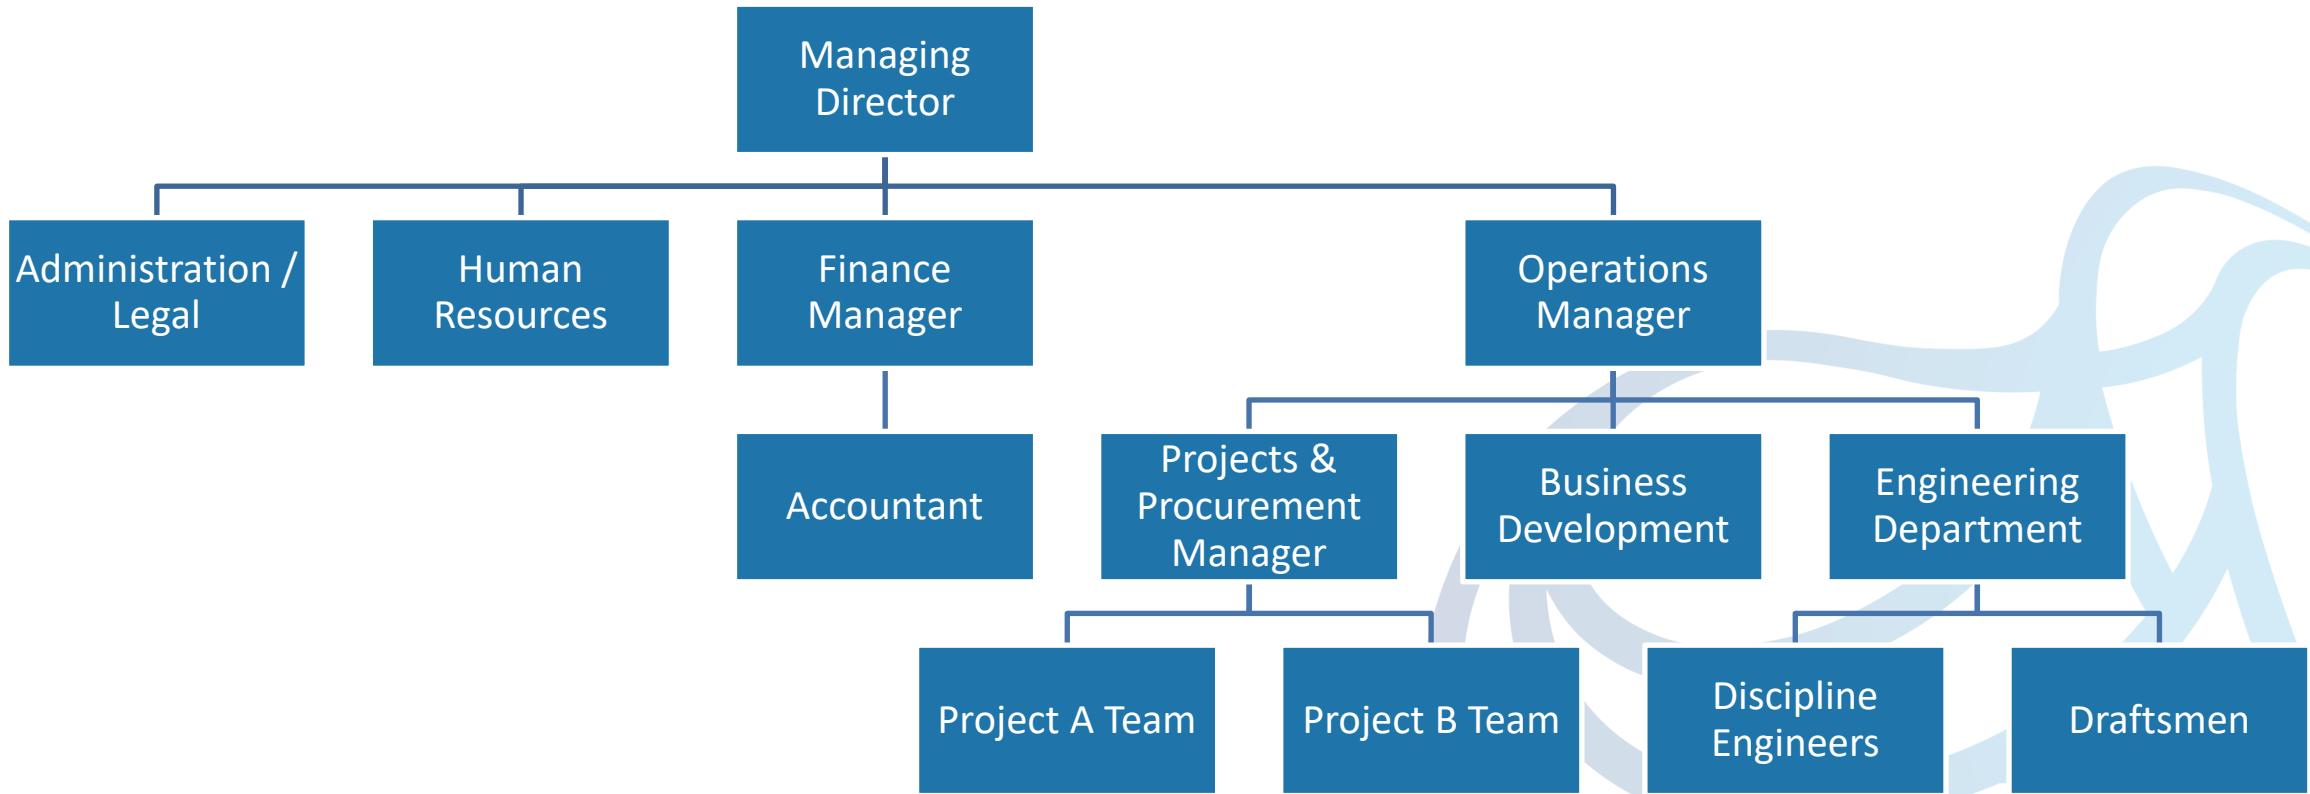 Managing
Director
Administration /
Legal
Human
Resources
Finance
Manager
Operations
Manager
Accountant
Projects &
Procurement
Manager
Business
Development
Engineering
Department
Project A Team
Project B Team
Discipline
Engineers
Draftsmen